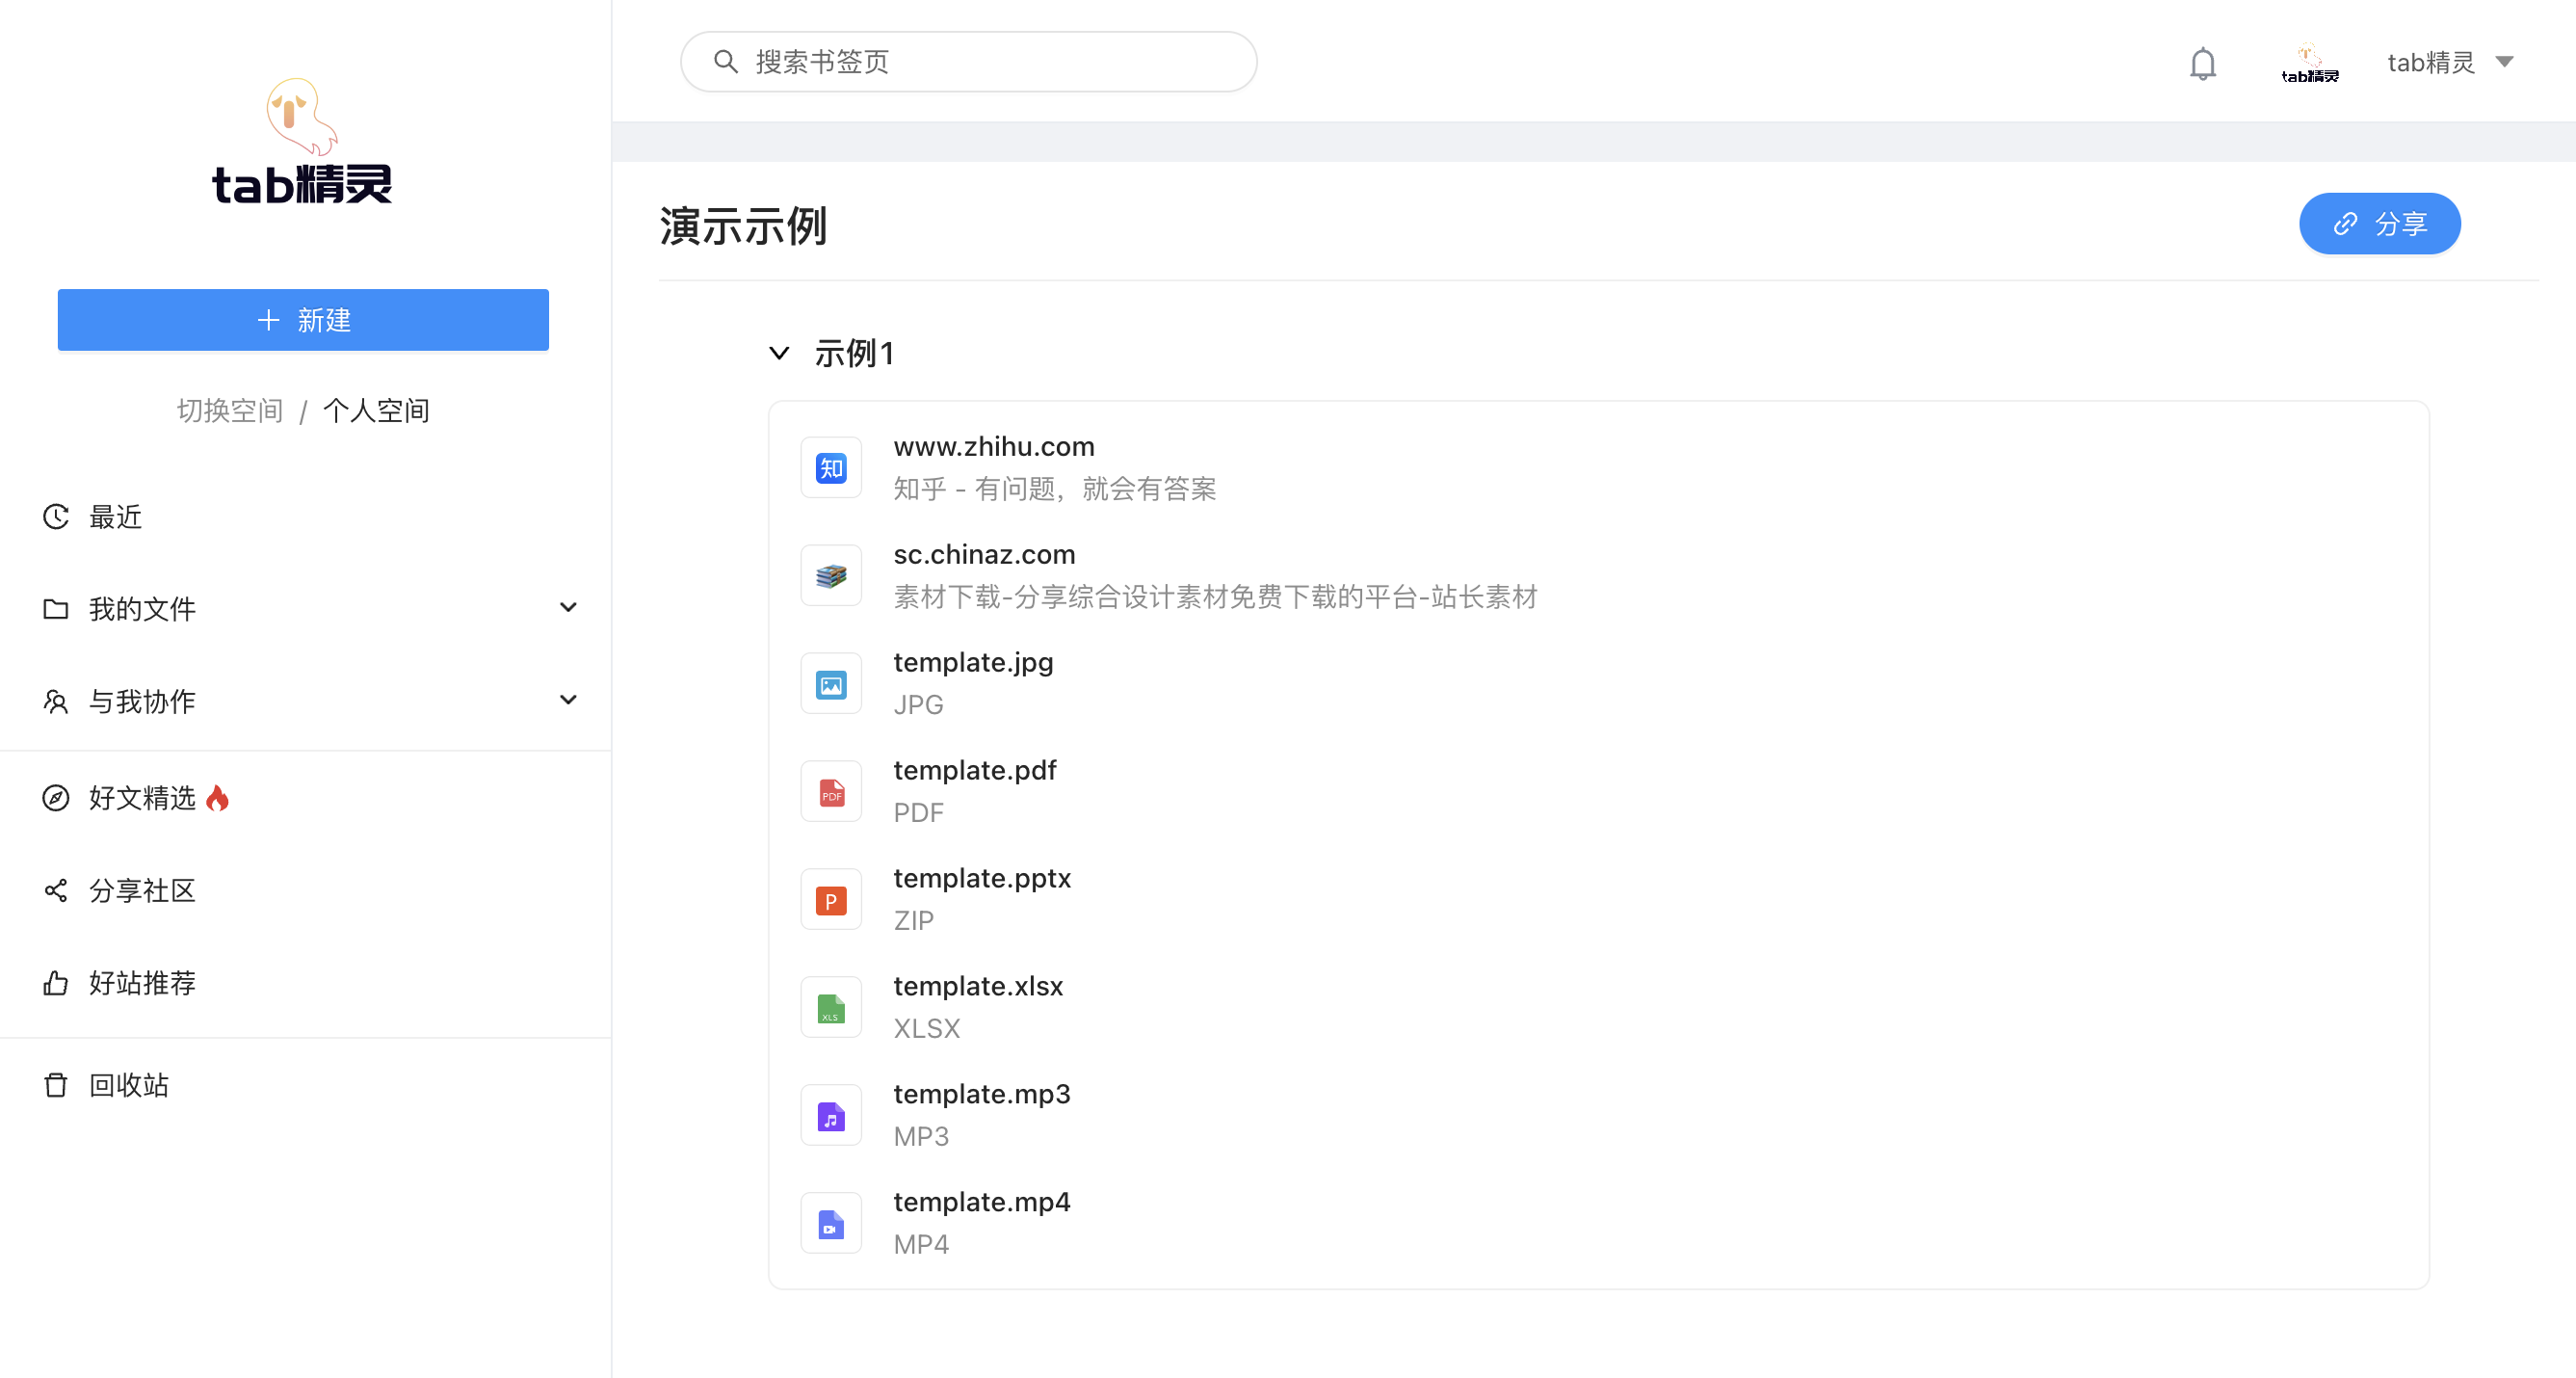 tab精灵
新建
切换空间 / 个人空间
最近
我的文件
与我协作
好文精选
分享社区
好站推荐
回收站
搜索书签页
tab精灵
tab精灵
演示示例
分享
示例1
知
www.zhihu.com
知乎 - 有问题，就会有答案
sc.chinaz.com
素材下载-分享综合设计素材免费下载的平台-站长素材
template.jpg
JPG
PDF
template.pdf
PDF
P
template.pptx
ZIP
XLS
template.xlsx
XLSX
template.mp3
MP3
template.mp4
MP4